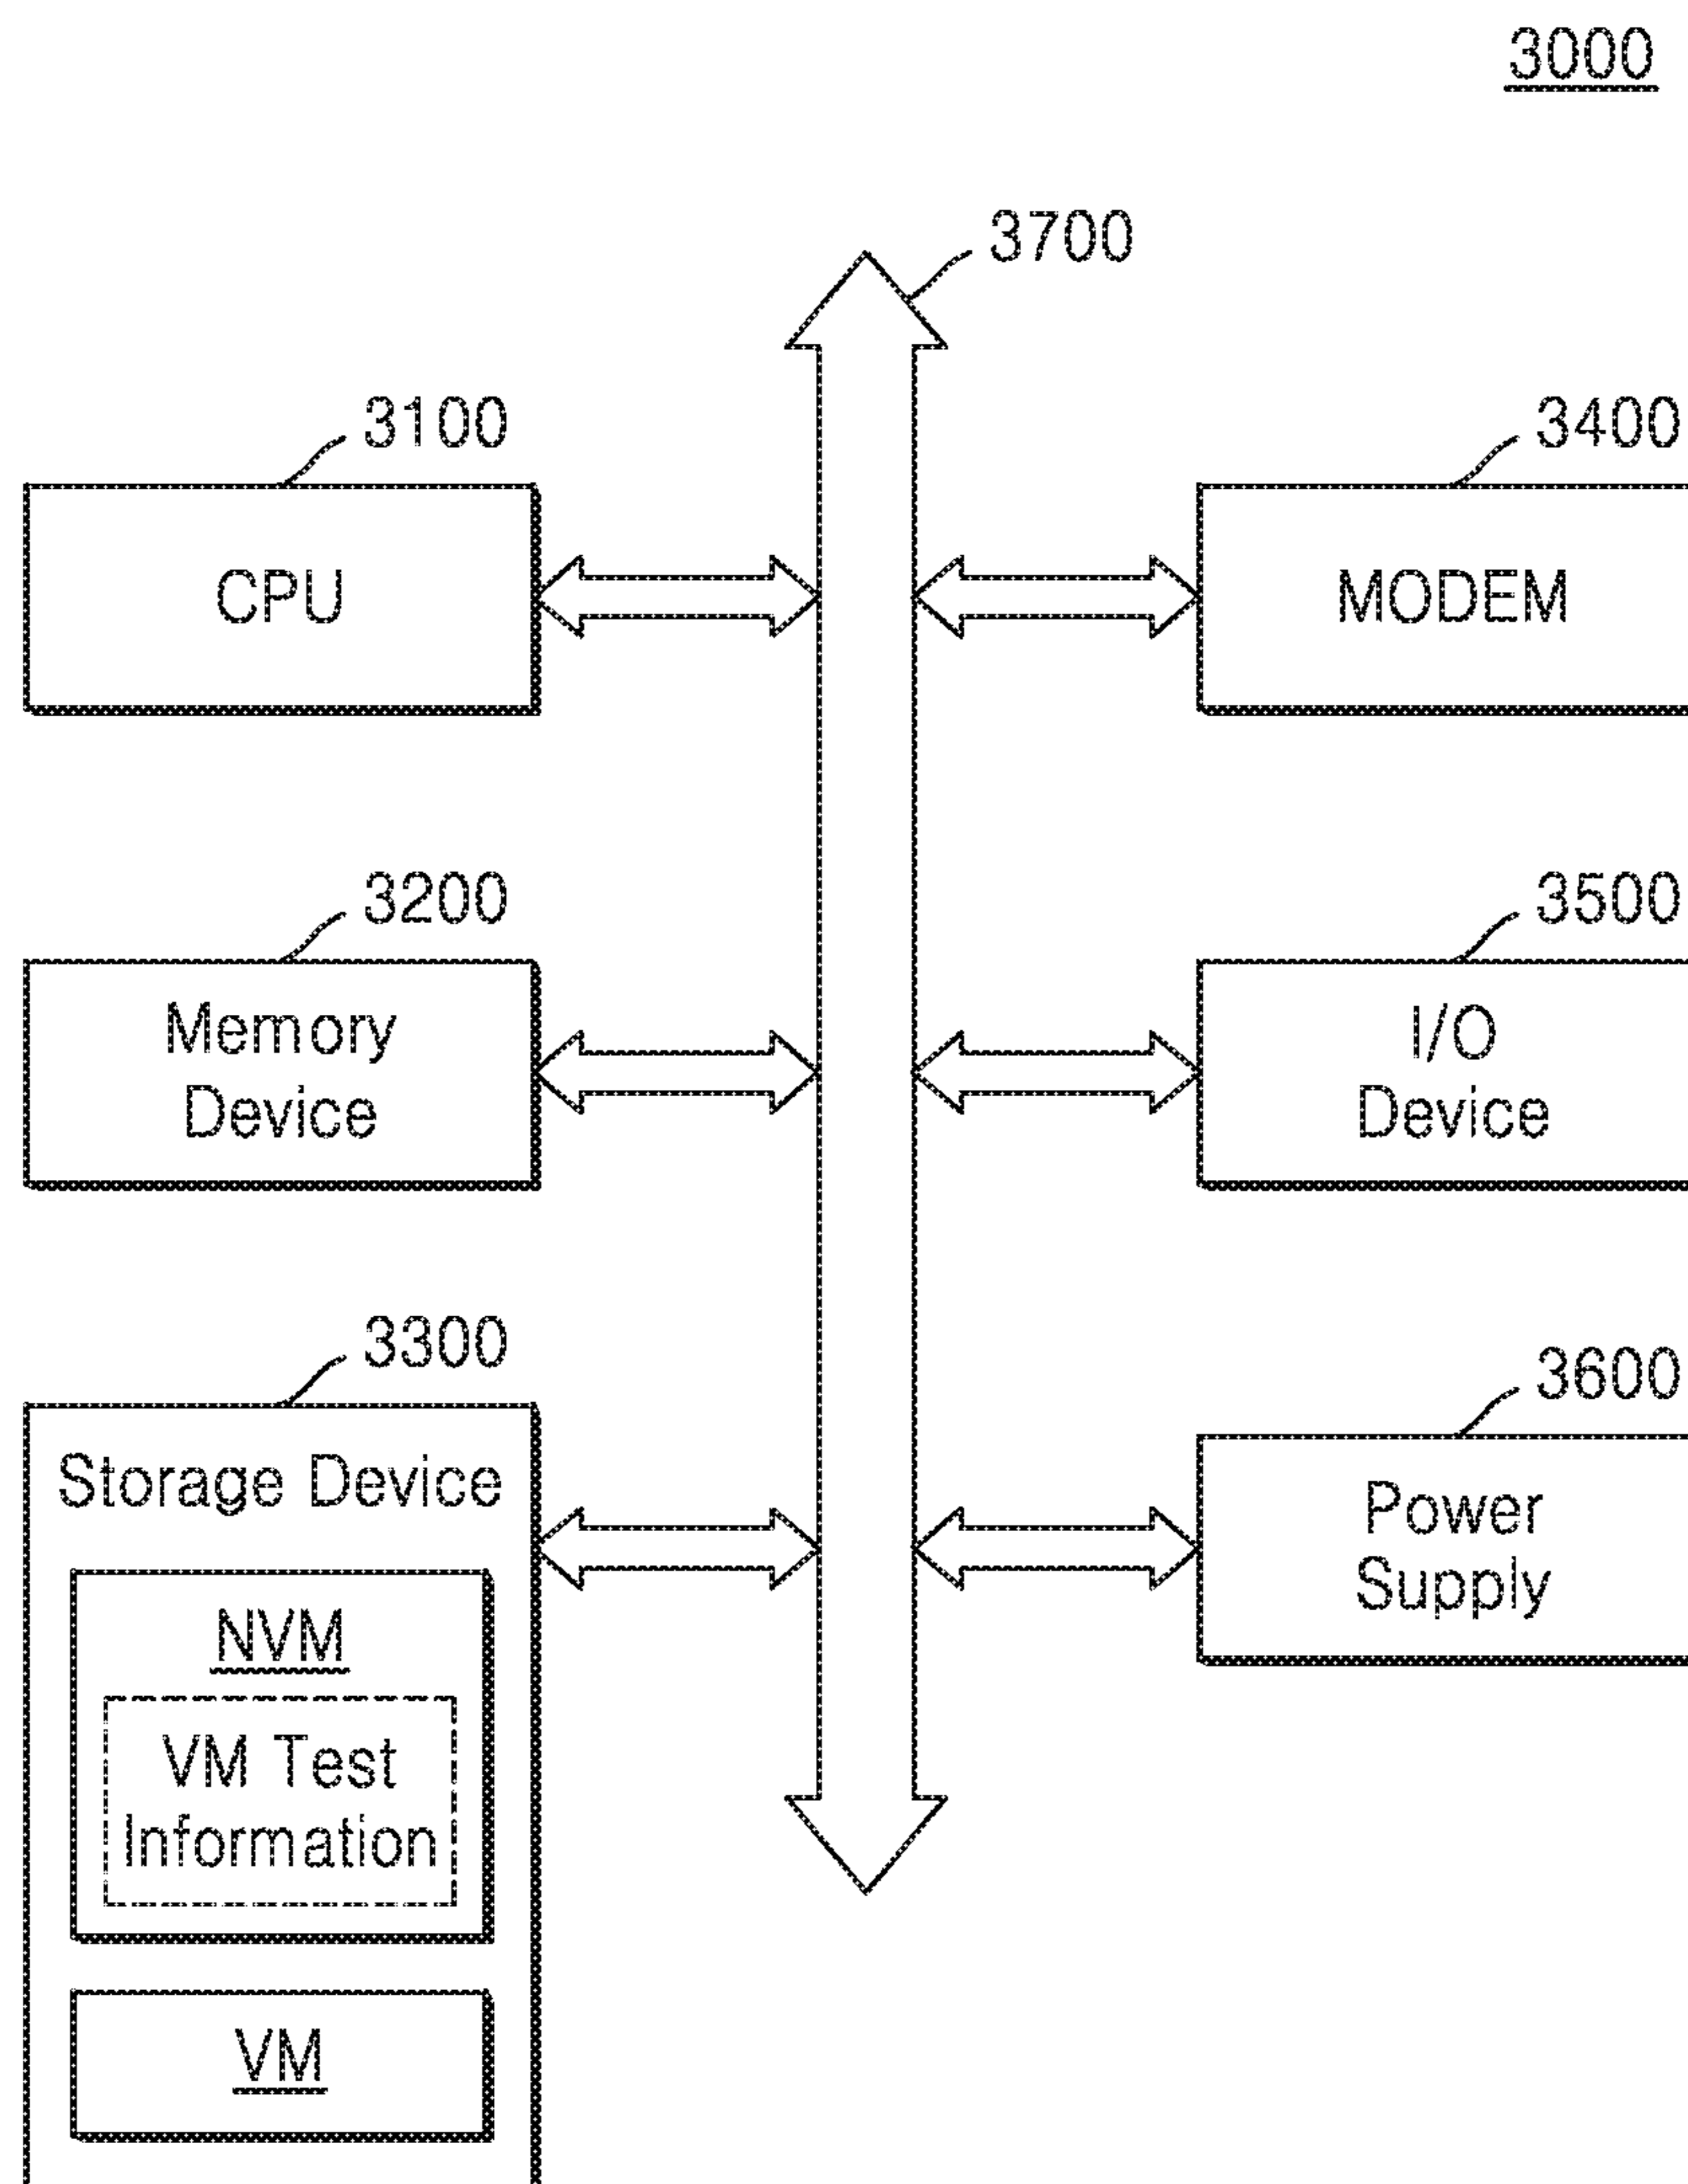 3000
3700
3100
CPU
3400
MODEM
3200
Memory
Device
3500
I/O
Device
3300
Storage Device
NVM
VM Test
Information
VM
3600
Power
Supply